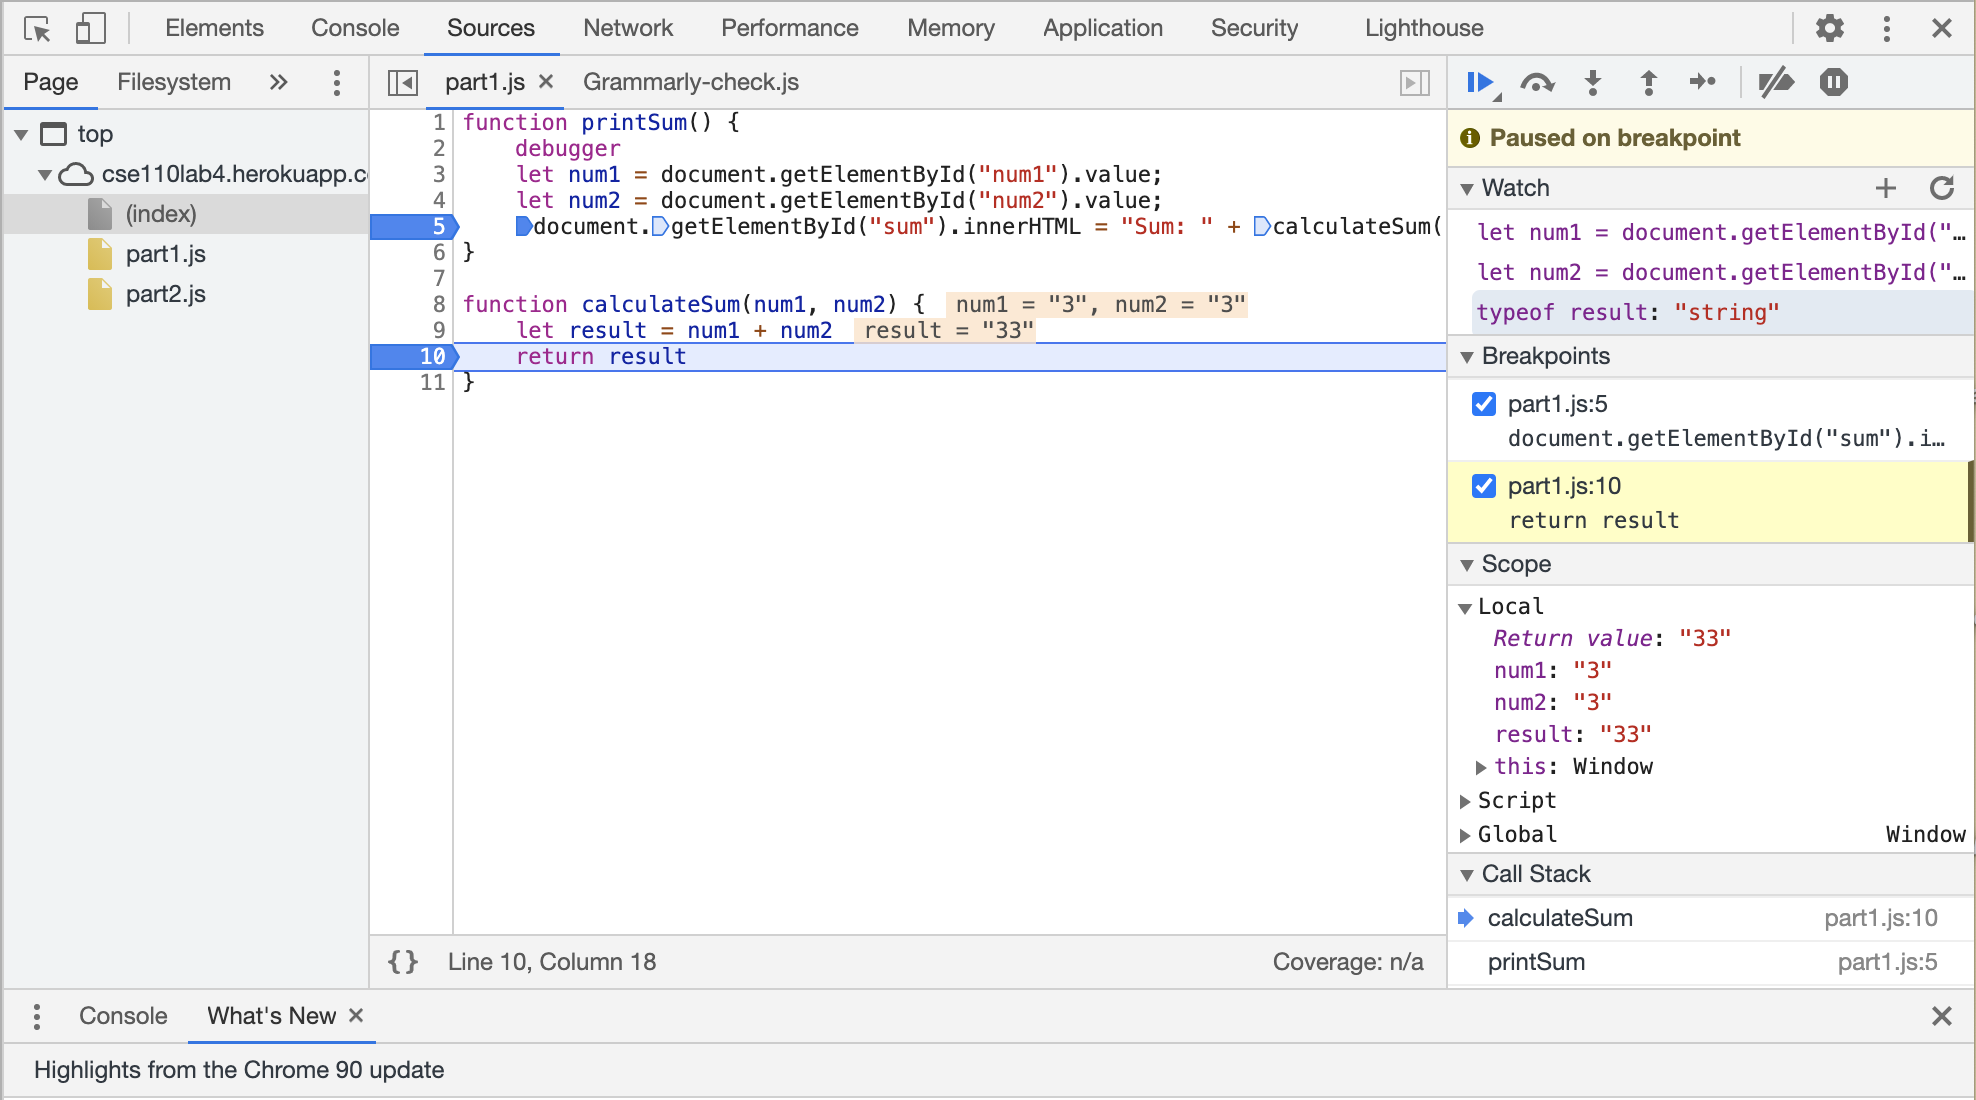 Elements Console Sources Network Performance Memory Application Security Lighthouse
Page Filesystem »
top
cse110lab4.herokuapp.c
(index)
part1.js
part2.js
part1.js × Grammarly-check.js
1 function printSum() {
2     debugger
3     let num1 = document.getElementById("num1").value;
4     let num2 = document.getElementById("num2").value;
5     document.getElementById("sum").innerHTML = "Sum: " + calculateSum(
6 }
7
8 function calculateSum(num1, num2) { num1 = "3", num2 = "3"
9     let result = num1 + num2 result = "33"
10     return result
11 }
{} Line 10, Column 18 Coverage: n/a
Paused on breakpoint
Watch
let num1 = document.getElementById("…
let num2 = document.getElementById("…
typeof result: "string"
Breakpoints
part1.js:5
document.getElementById("sum").i…
part1.js:10
return result
Scope
Local
Return value: "33"
num1: "3"
num2: "3"
result: "33"
this: Window
Script
Global Window
Call Stack
calculateSum part1.js:10
printSum part1.js:5
Console What's New ×
Highlights from the Chrome 90 update